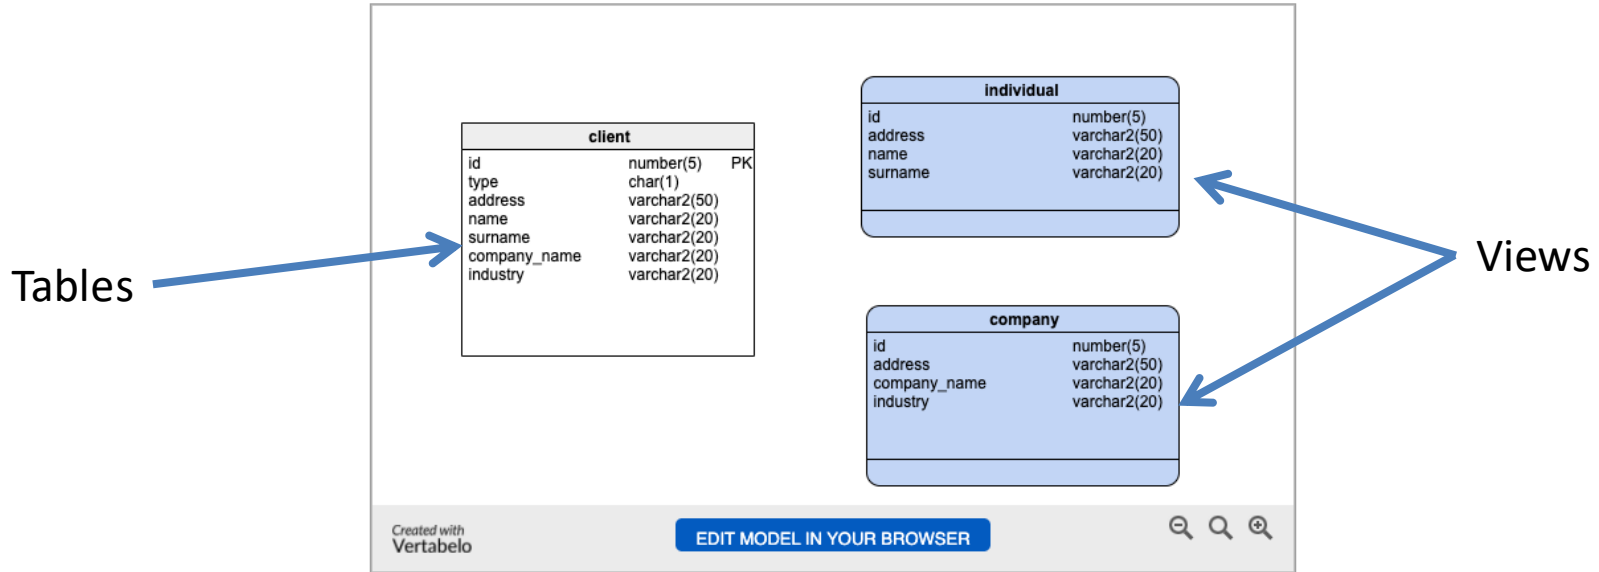 Tables
client
id number(5) PK
type char(1)
address varchar2(50)
name varchar2(20)
surname varchar2(20)
company_name varchar2(20)
industry varchar2(20)
individual
id number(5)
address varchar2(50)
name varchar2(20)
surname varchar2(20)
company
id number(5)
address varchar2(50)
company_name varchar2(20)
industry varchar2(20)
Views
Created with
Vertabelo
EDIT MODEL IN YOUR BROWSER